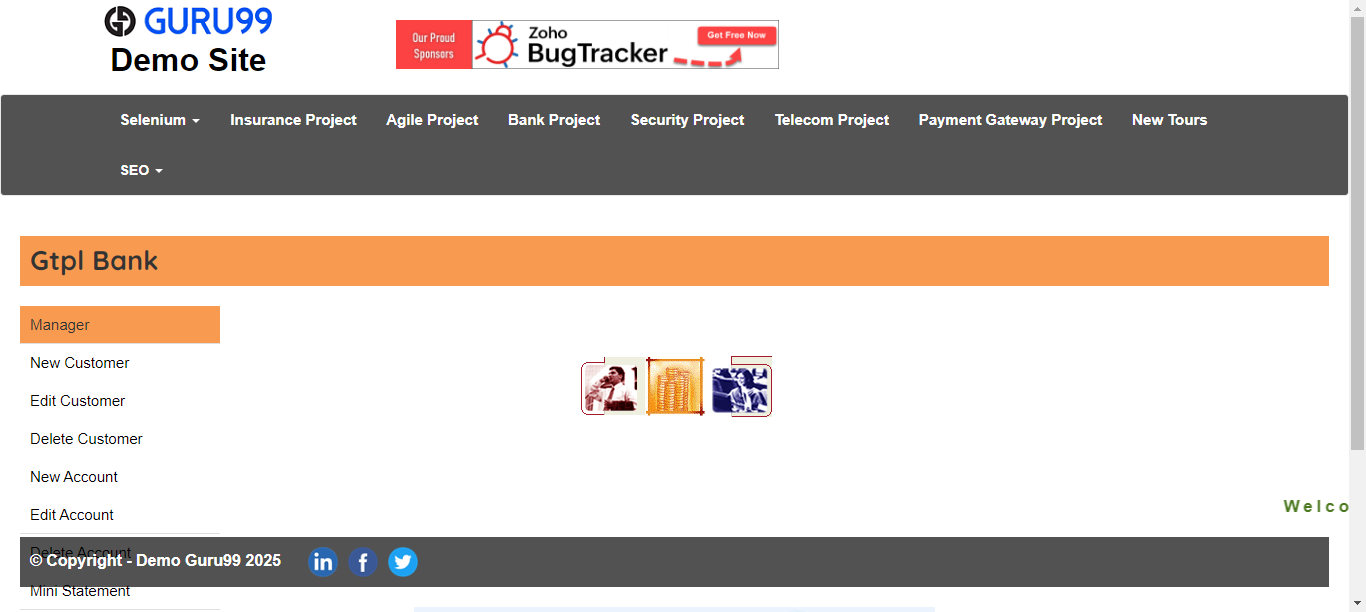 GURU99
Demo Site
Our Proud
Sponsors
Zoho
BugTracker
Get Free Now
Selenium
Insurance Project
Agile Project
Bank Project
Security Project
Telecom Project
Payment Gateway Project
New Tours
SEO
Gtpl Bank
Manager
New Customer
Edit Customer
Delete Customer
New Account
Edit Account
Welco
Delete Account
© Copyright - Demo Guru99 2025
in
f
Mini Statement